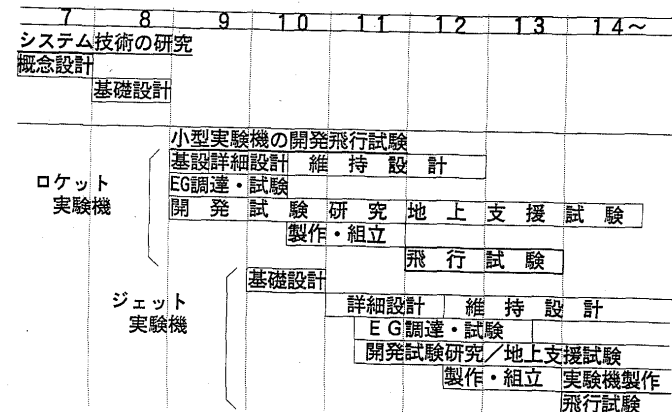 7 8 9 10 11 12 13 14～
システム技術の研究
概念設計
基礎設計
小型実験機の開発飛行試験
基設詳細設計 維持設計
ロケット
EG調達・試験
実験機
開発試験研究 地上支援試験
製作・組立
飛行試験
基礎設計
ジェット
詳細設計 維持設計
実験機
EG調達・試験
開発試験研究／地上支援試験
製作・組立 実験機製作
飛行試験